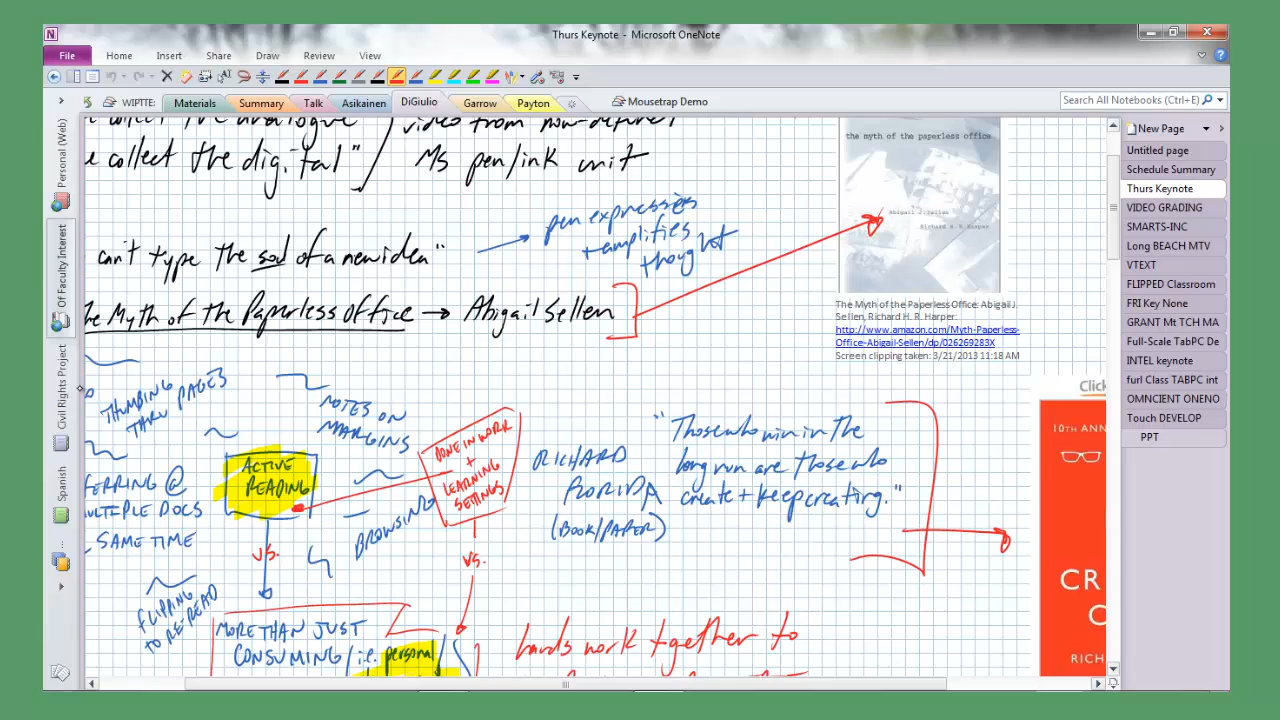 Thurs Keynote - Microsoft OneNote
File Home Insert Share Draw Review View
WIPTTE: Materials Summary Talk Asikainen DiGiulio Garrow Payton Mousetrap Demo
Search All Notebooks (Ctrl+E)
Personal (Web)
Of Faculty Interest
Civil Rights Project
Spanish
collect the digital" / MS pen/ink unit
can't type the soul of a new idea"
pen expression
+ amplifies
thought
he Myth of the Paperless Office → Abigail Sellen
the myth of the paperless office
Abigail J. Sellen
Richard H. R. Harper
The Myth of the Paperless Office: Abigail J.
Sellen, Richard H. R. Harper:
http://www.amazon.com/Myth-Paperless-
Office-Abigail-Sellen/dp/026269283X
Screen clipping taken: 3/21/2013 11:18 AM
THUMBING
THRU PAGES
NOTES ON
MARGINS
ACTIVE
READING
DONE IN WORK
+
LEARNING
SETTINGS
BROWSING
FERRING @
MULTIPLE DOCS
SAME TIME
FLIPPING
TO RE-READ
vs.
vs.
RICHARD
FLORIDA
(BOOK/PAPER)
"Those who win in the
long run are those who
create + keep creating."
MORE THAN JUST
CONSUMING / i.e. personal
hands work together to
Click
10TH ANN
CR
RICH
New Page
Untitled page
Schedule Summary
Thurs Keynote
VIDEO GRADING
SMARTS-INC
Long BEACH MTV
VTEXT
FLIPPED Classroom
FRI Key None
GRANT Mt TCH MA
Full-Scale TabPC De
INTEL keynote
furl Class TABPC int
OMNCIENT ONENO
Touch DEVELOP
PPT